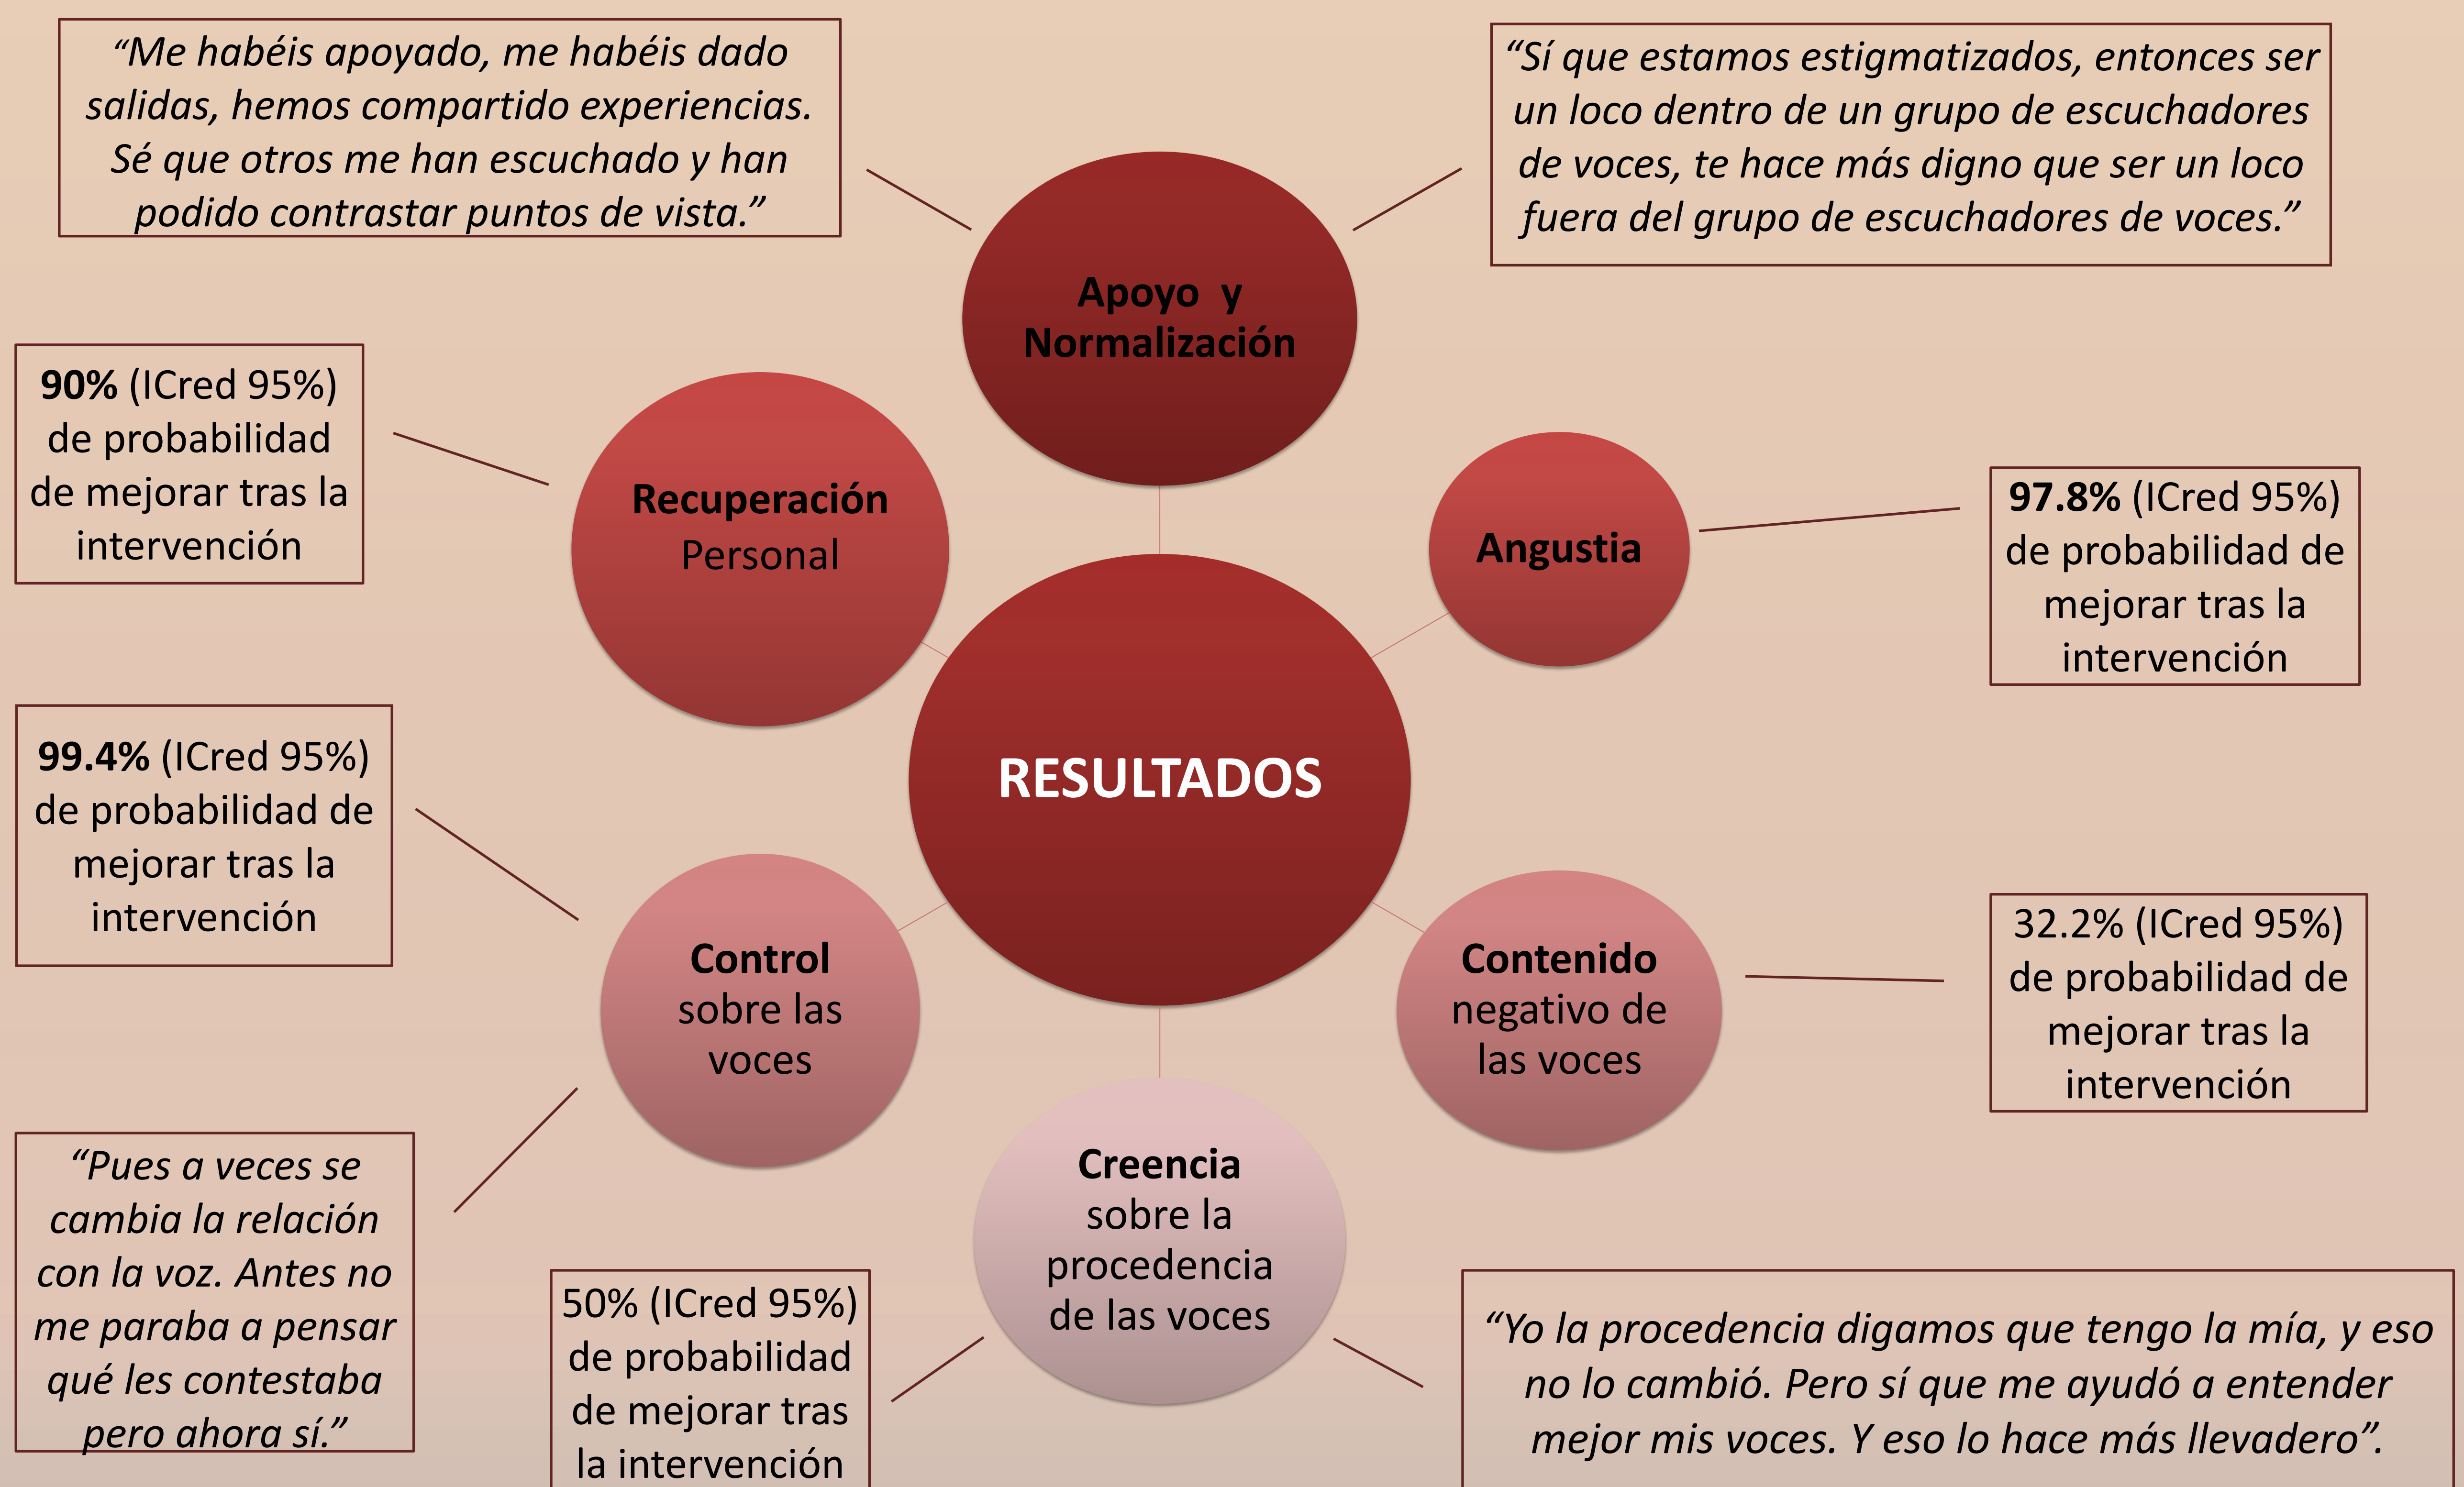 “Me habéis apoyado, me habéis dado
salidas, hemos compartido experiencias.
Sé que otros me han escuchado y han
podido contrastar puntos de vista.”
“Sí que estamos estigmatizados, entonces ser
un loco dentro de un grupo de escuchadores
de voces, te hace más digno que ser un loco
fuera del grupo de escuchadores de voces.”
Apoyo y
Normalización
90% (ICred 95%)
de probabilidad
de mejorar tras la
intervención
Recuperación
Personal
Angustia
97.8% (ICred 95%)
de probabilidad de
mejorar tras la
intervención
RESULTADOS
99.4% (ICred 95%)
de probabilidad de
mejorar tras la
intervención
Control
sobre las
voces
Contenido
negativo de
las voces
32.2% (ICred 95%)
de probabilidad de
mejorar tras la
intervención
“Pues a veces se
cambia la relación
con la voz. Antes no
me paraba a pensar
qué les contestaba
pero ahora sí.”
50% (ICred 95%)
de probabilidad
de mejorar tras
la intervención
Creencia
sobre la
procedencia
de las voces
“Yo la procedencia digamos que tengo la mía, y eso
no lo cambió. Pero sí que me ayudó a entender
mejor mis voces. Y eso lo hace más llevadero”.